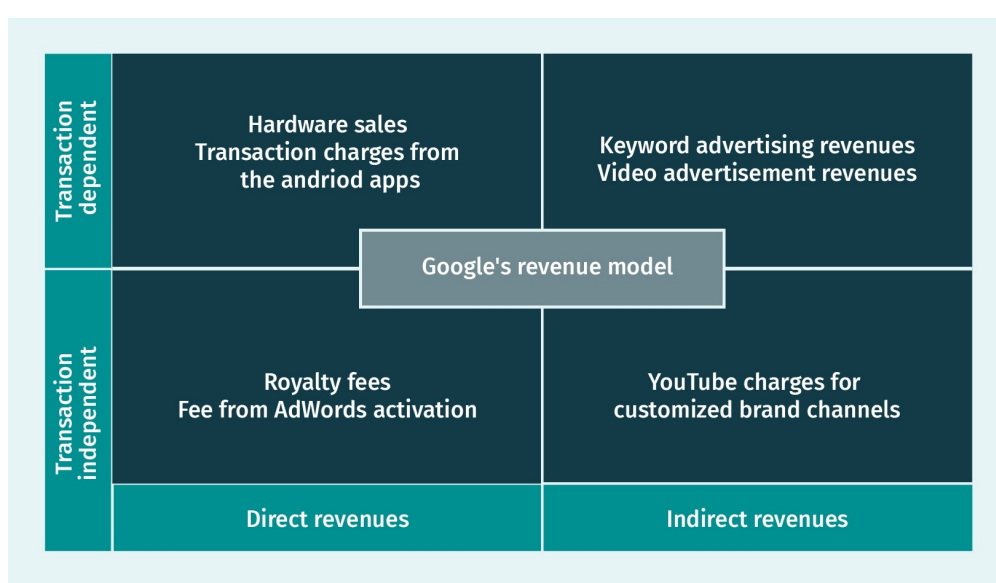 Transaction
dependent
Hardware sales
Transaction charges from
the andriod apps
Keyword advertising revenues
Video advertisement revenues
Google's revenue model
Transaction
independent
Royalty fees
Fee from AdWords activation
YouTube charges for
customized brand channels
Direct revenues
Indirect revenues